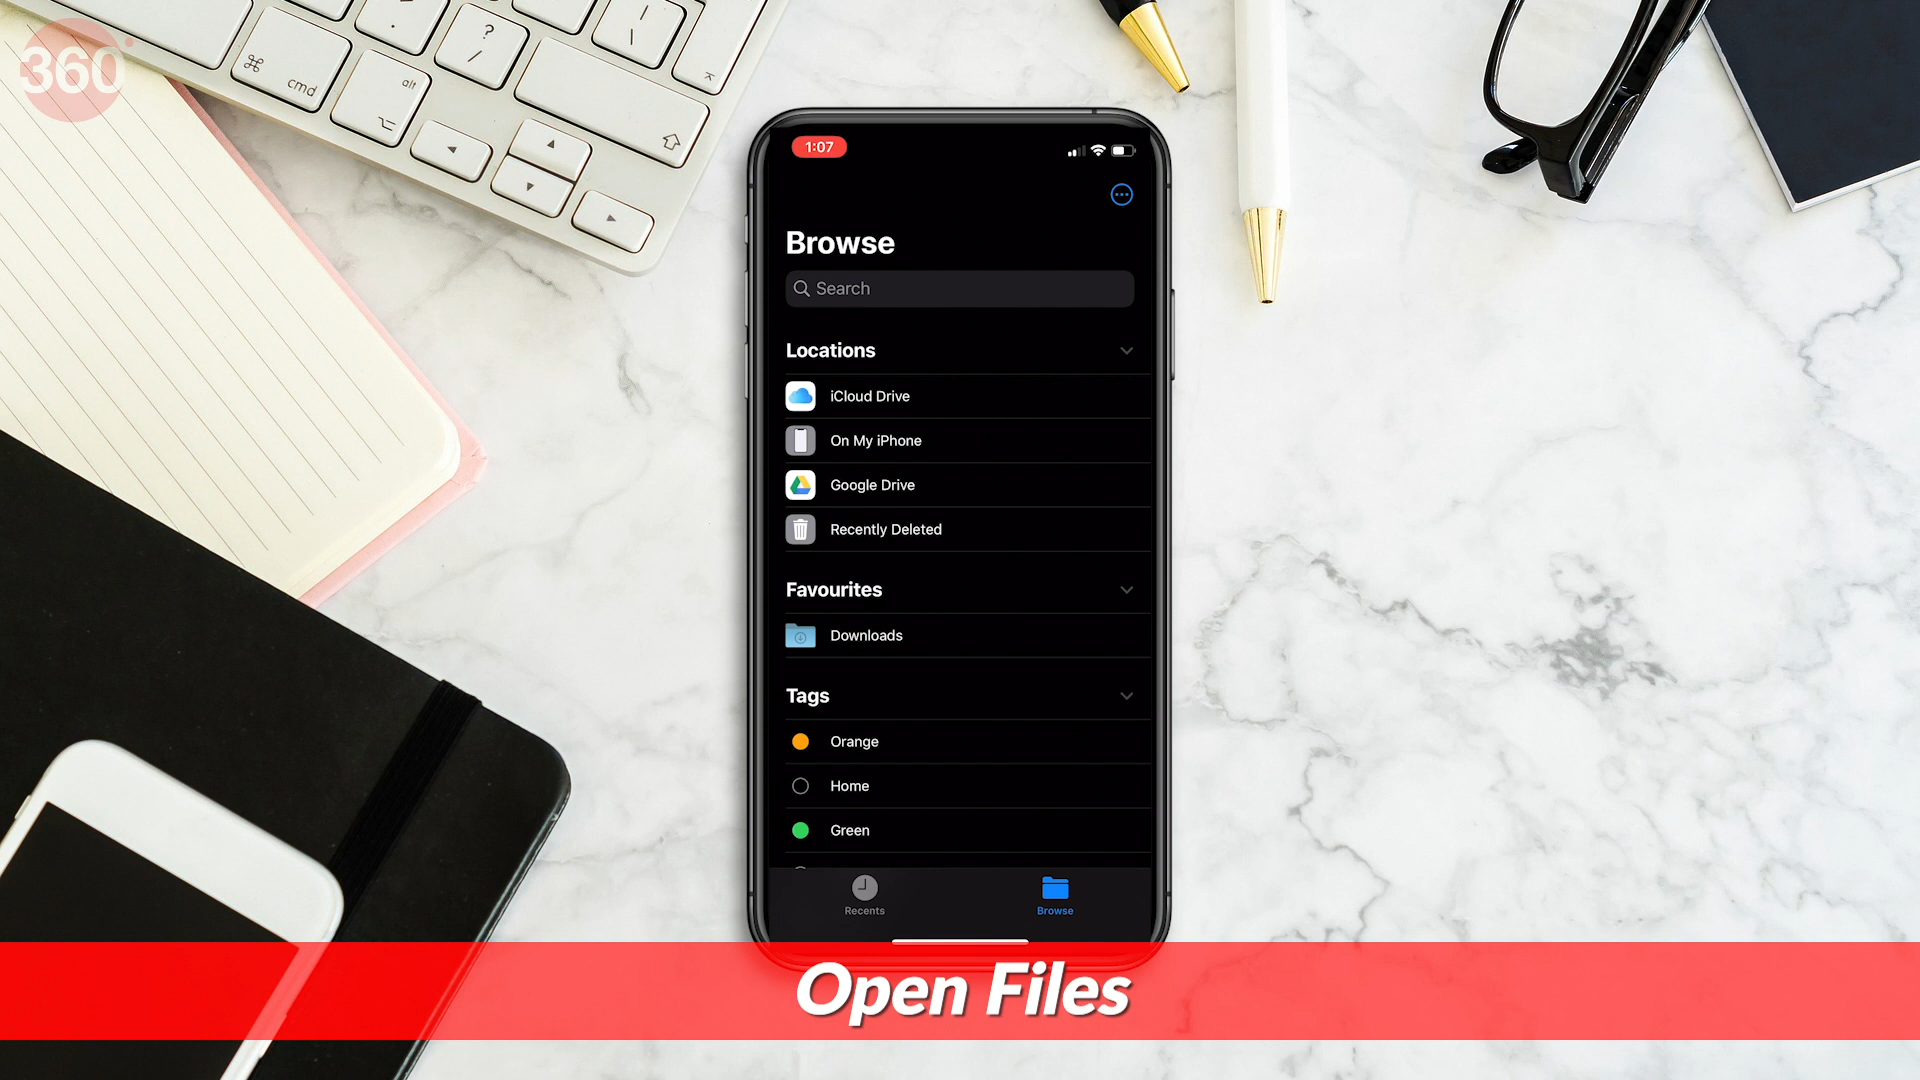 360
cmd
alt
?
/
1:07
Browse
Search
Locations
iCloud Drive
On My iPhone
Google Drive
Recently Deleted
Favourites
Downloads
Tags
Orange
Home
Green
Recents
Browse
Open Files